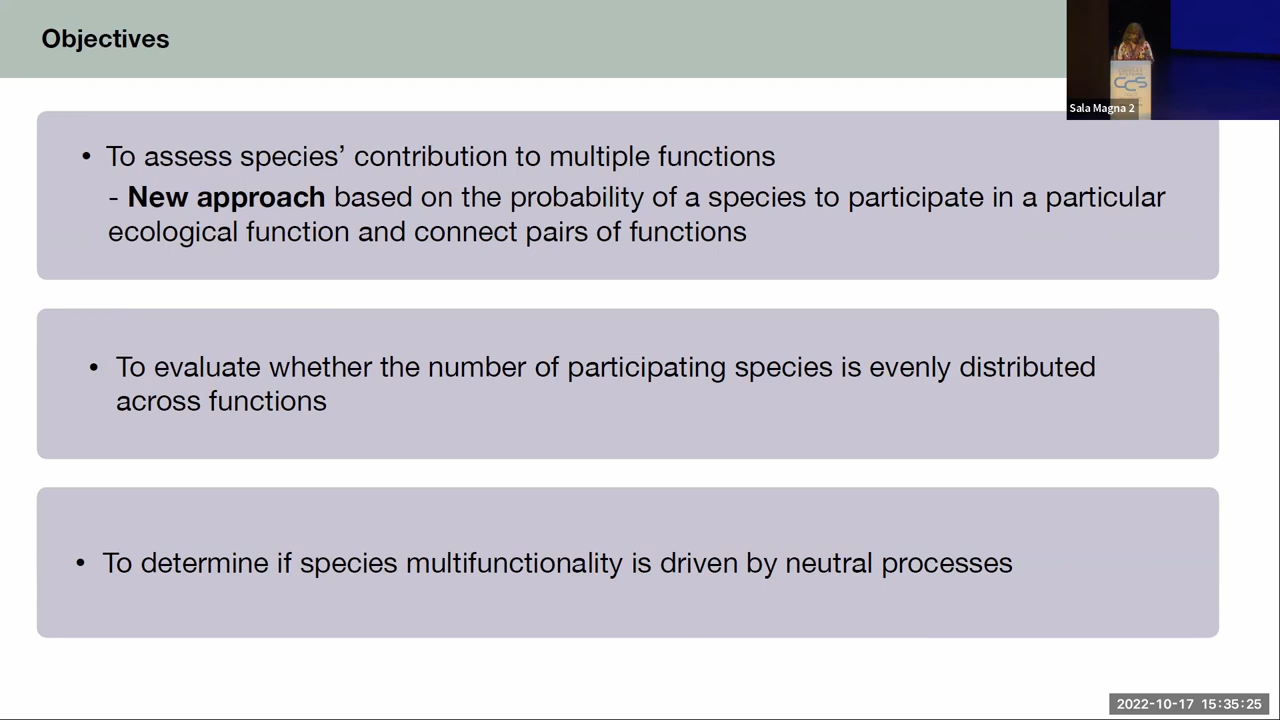 Objectives
CCS
Sala Magna 2
• To assess species’ contribution to multiple functions
- New approach based on the probability of a species to participate in a particular
ecological function and connect pairs of functions
• To evaluate whether the number of participating species is evenly distributed
across functions
• To determine if species multifunctionality is driven by neutral processes
2022-10-17 15:35:25